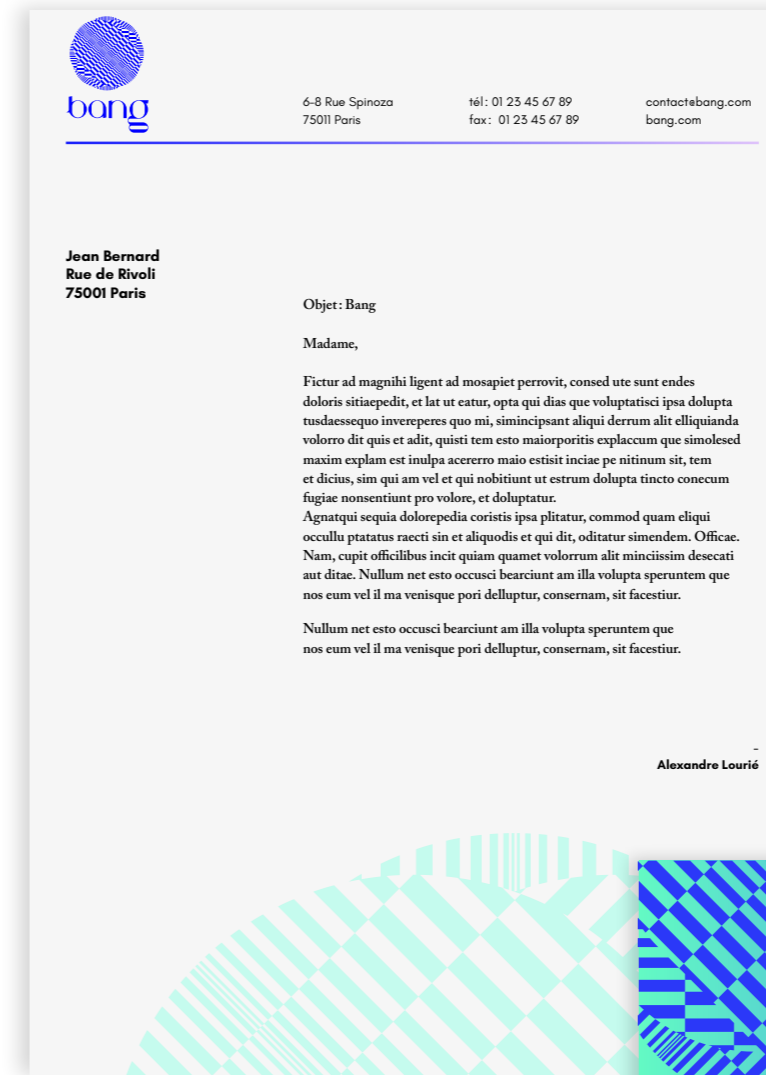 bang
6-8 Rue Spinoza
75011 Paris
tél : 01 23 45 67 89
fax : 01 23 45 67 89
contactebang.com
bang.com
Jean Bernard
Rue de Rivoli
75001 Paris
Objet : Bang
Madame,
Fictur ad magnihi ligent ad mosapiet perrovit, consed ute sunt endes
doloris sitiaepedit, et lat ut eatur, opta qui dias que voluptatisci ipsa dolupta
tusdaessequo invereperes quo mi, simincipsant aliqui derrum alit elliquianda
volorro dit quis et adit, quisti tem esto maiorporitis explaccum que simolesed
maxim explam est inulpa acererro maio estisit inciae pe nitinum sit, tem
et dicius, sim qui am vel et qui nobitiunt ut estrum dolupta tincto conecum
fugiae nonsentiunt pro volore, et doluptatur.
Agnatqui sequia dolorepedia coristis ipsa plitatur, commod quam eliqui
occullu ptatatus raecti sin et aliquodis et qui dit, oditatur simendem. Officae.
Nam, cupit officilibus incit quiam quamet volorrum alit minciissim desecati
aut ditae. Nullum net esto occusci bearciunt am illa volupta speruntem que
nos eum vel il ma venisque pori delluptur, consernam, sit facestiur.
Nullum net esto occusci bearciunt am illa volupta speruntem que
nos eum vel il ma venisque pori delluptur, consernam, sit facestiur.
–
Alexandre Lourié